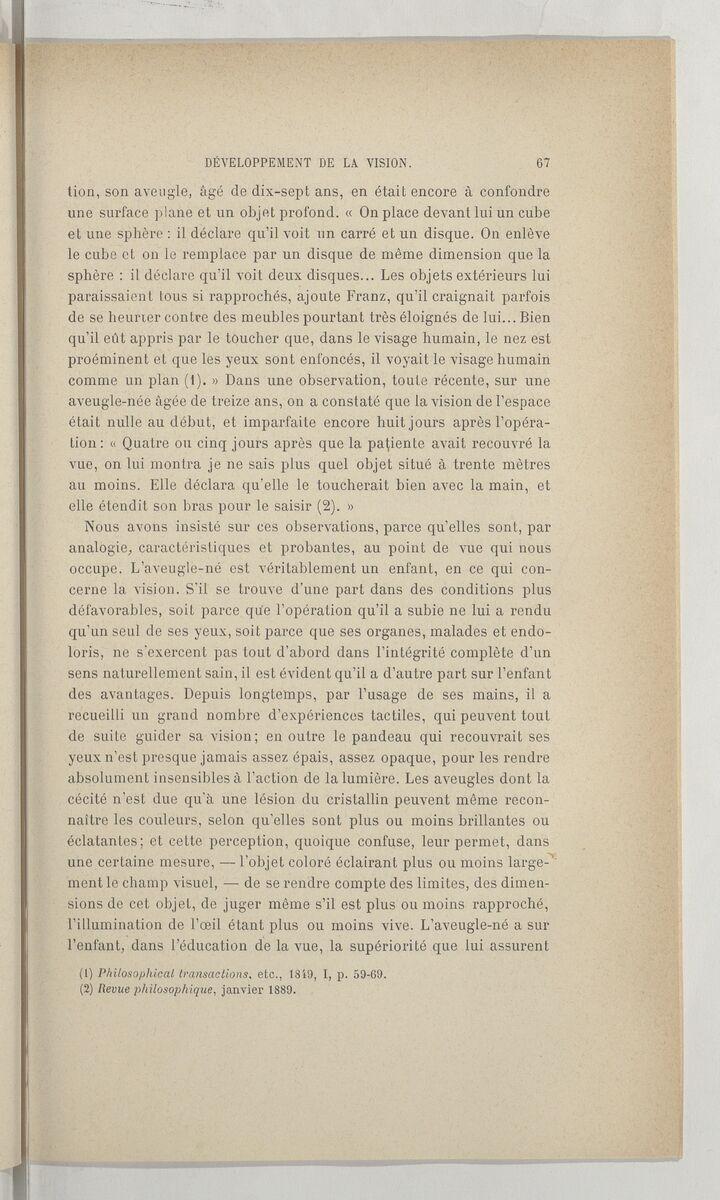 DÉVELOPPEMENT DE LA VISION. 67
tion, son aveugle, âgé de dix-sept ans, en était encore à confondre
une surface plane et un objet profond. « On place devant lui un cube
et une sphère : il déclare qu'il voit un carré et un disque. On enlève
le cube et on le remplace par un disque de même dimension que la
sphère : il déclare qu'il voit deux disques... Les objets extérieurs lui
paraissaient tous si rapprochés, ajoute Franz, qu'il craignait parfois
de se heurter contre des meubles pourtant très éloignés de lui... Bien
qu'il eût appris par le toucher que, dans le visage humain, le nez est
proéminent et que les yeux sont enfoncés, il voyait le visage humain
comme un plan (1). » Dans une observation, toute récente, sur une
aveugle-née âgée de treize ans, on a constaté que la vision de l'espace
était nulle au début, et imparfaite encore huit jours après l'opéra-
tion : « Quatre ou cinq jours après que la patiente avait recouvré la
vue, on lui montra je ne sais plus quel objet situé à trente mètres
au moins. Elle déclara qu'elle le toucherait bien avec la main, et
elle étendit son bras pour le saisir (2). »
Nous avons insisté sur ces observations, parce qu'elles sont, par
analogie, caractéristiques et probantes, au point de vue qui nous
occupe. L'aveugle-né est véritablement un enfant, en ce qui con-
cerne la vision. S'il se trouve d'une part dans des conditions plus
défavorables, soit parce que l'opération qu'il a subie ne lui a rendu
qu'un seul de ses yeux, soit parce que ses organes, malades et endo-
loris, ne s'exercent pas tout d'abord dans l'intégrité complète d'un
sens naturellement sain, il est évident qu'il a d'autre part sur l'enfant
des avantages. Depuis longtemps, par l'usage de ses mains, il a
recueilli un grand nombre d'expériences tactiles, qui peuvent tout
de suite guider sa vision; en outre le pandeau qui recouvrait ses
yeux n'est presque jamais assez épais, assez opaque, pour les rendre
absolument insensibles à l'action de la lumière. Les aveugles dont la
cécité n'est due qu'à une lésion du cristallin peuvent même recon-
naître les couleurs, selon qu'elles sont plus ou moins brillantes ou
éclatantes; et cette perception, quoique confuse, leur permet, dans
une certaine mesure, — l'objet coloré éclairant plus ou moins large-
ment le champ visuel, — de se rendre compte des limites, des dimen-
sions de cet objet, de juger même s'il est plus ou moins rapproché,
l'illumination de l'œil étant plus ou moins vive. L'aveugle-né a sur
l'enfant, dans l'éducation de la vue, la supériorité que lui assurent
(1) Philosophical transactions, etc., 1849, I, p. 59-69.
(2) Revue philosophique, janvier 1889.